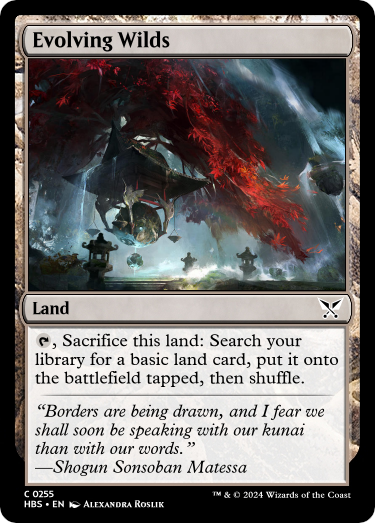 Evolving Wilds
Land
, Sacrifice this land: Search your
library for a basic land card, put it onto
the battlefield tapped, then shuffle.
“Borders are being drawn, and I fear we
shall soon be speaking with our kunai
than with our words.”
—Shogun Sonsoban Matessa
C 0255
HBS • EN Alexandra Roslik
™ & © 2024 Wizards of the Coast